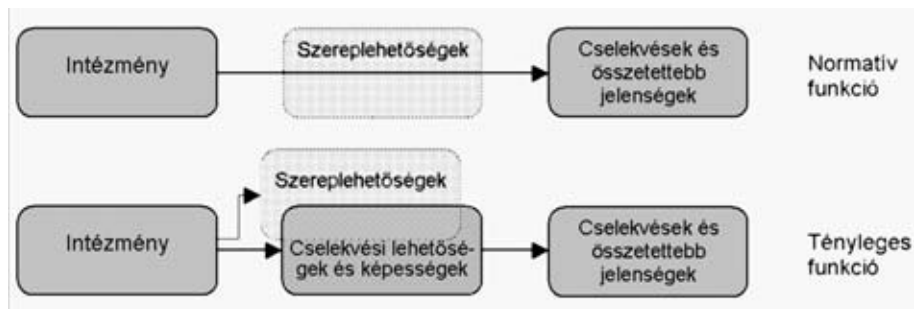 Intézmény
Szereplehetőségek
Cselekvések és
összetettebb
jelenségek
Normatív
funkció
Szereplehetőségek
Intézmény
Cselekvési lehetősé-
gek és képességek
Cselekvések és
összetettebb
jelenségek
Tényleges
funkció